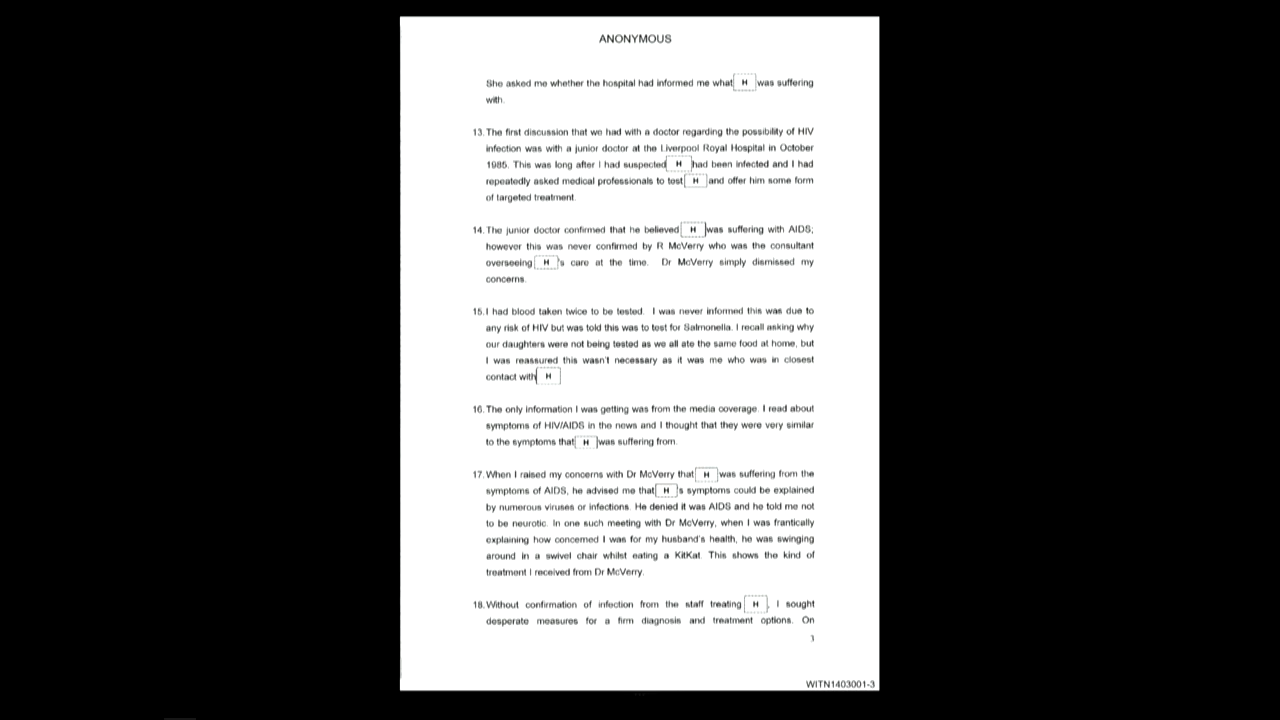 ANONYMOUS
She asked me whether the hospital had informed me what H was suffering
with.
13. The first discussion that we had with a doctor regarding the possibility of HIV
infection was with a junior doctor at the Liverpool Royal Hospital in October
1985. This was long after I had suspected H had been infected and I had
repeatedly asked medical professionals to test H and offer him some form
of targeted treatment.
14. The junior doctor confirmed that he believed H was suffering with AIDS;
however this was never confirmed by R McVerry who was the consultant
overseeing H 's care at the time. Dr McVerry simply dismissed my
concerns.
15. I had blood taken twice to be tested. I was never informed this was due to
any risk of HIV but was told this was to test for Salmonella. I recall asking why
our daughters were not being tested as we all ate the same food at home, but
I was reassured this wasn't necessary as it was me who was in closest
contact with H
16. The only information I was getting was from the media coverage. I read about
symptoms of HIV/AIDS in the news and I thought that they were very similar
to the symptoms that H was suffering from.
17. When I raised my concerns with Dr McVerry that H was suffering from the
symptoms of AIDS, he advised me that H 's symptoms could be explained
by numerous viruses or infections. He denied it was AIDS and he told me not
to be neurotic. In one such meeting with Dr McVerry, when I was frantically
explaining how concerned I was for my husband's health, he was swinging
around in a swivel chair whilst eating a KitKat. This shows the kind of
treatment I received from Dr McVerry.
18. Without confirmation of infection from the staff treating H , I sought
desperate measures for a firm diagnosis and treatment options. On
3
WITN1403001-3